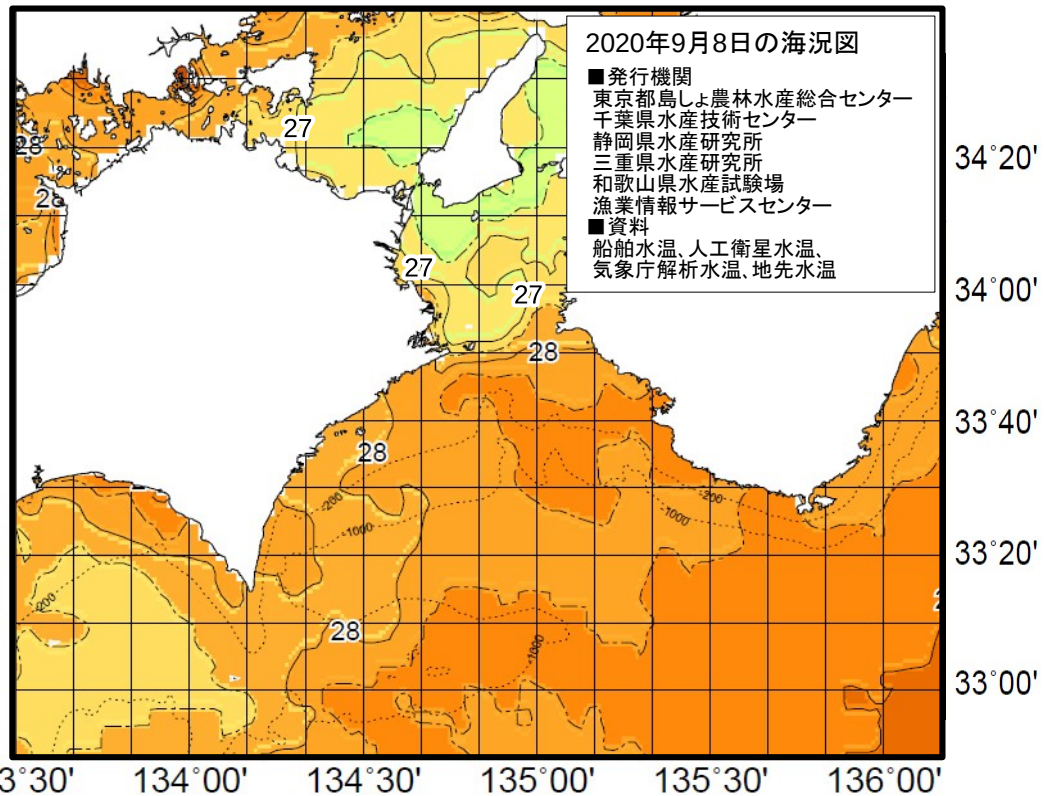 2020年9月8日の海況図
■発行機関
東京都島しょ農林水産総合センター
千葉県水産技術センター
静岡県水産研究所
三重県水産研究所
和歌山県水産試験場
漁業情報サービスセンター
■資料
船舶水温、人工衛星水温、
気象庁解析水温、地先水温
27
28
27
27
28
28
-200
-200
-1000
-1000
-200
28
-1000
34°20'
34°00'
33°40'
33°20'
33°00'
3°30'
134°00'
134°30'
135°00'
135°30'
136°00'